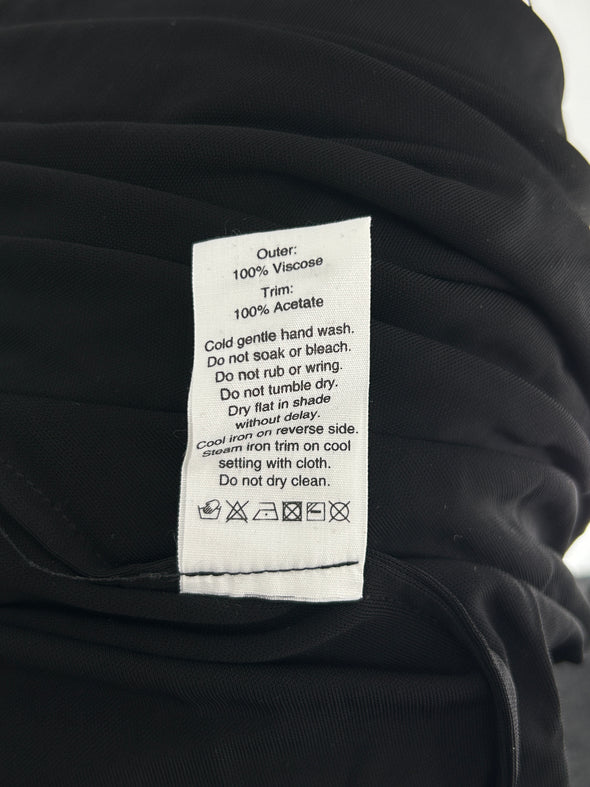 Outer:
100% Viscose
Trim:
100% Acetate
Cold gentle hand wash.
Do not soak or bleach.
Do not rub or wring.
Do not tumble dry.
Dry flat in shade
without delay.
Cool iron on reverse side.
Steam iron trim on cool
setting with cloth.
Do not dry clean.